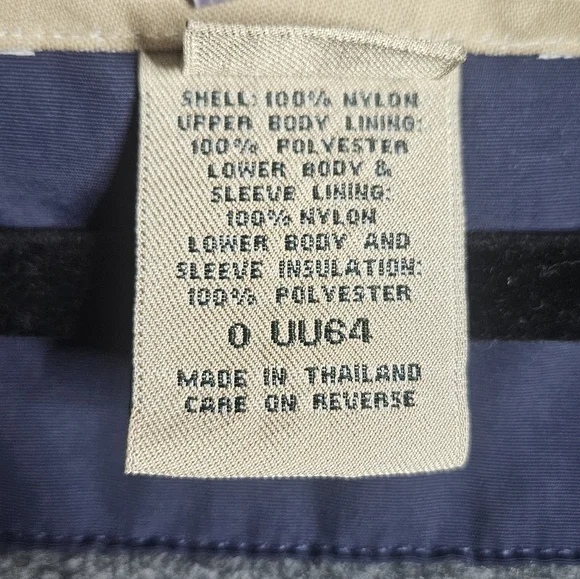 SHELL: 100% NYLON
UPPER BODY LINING:
100% POLYESTER
LOWER BODY &
SLEEVE LINING:
100% NYLON
LOWER BODY AND
SLEEVE INSULATION:
100% POLYESTER
0 UU64
MADE IN THAILAND
CARE ON REVERSE